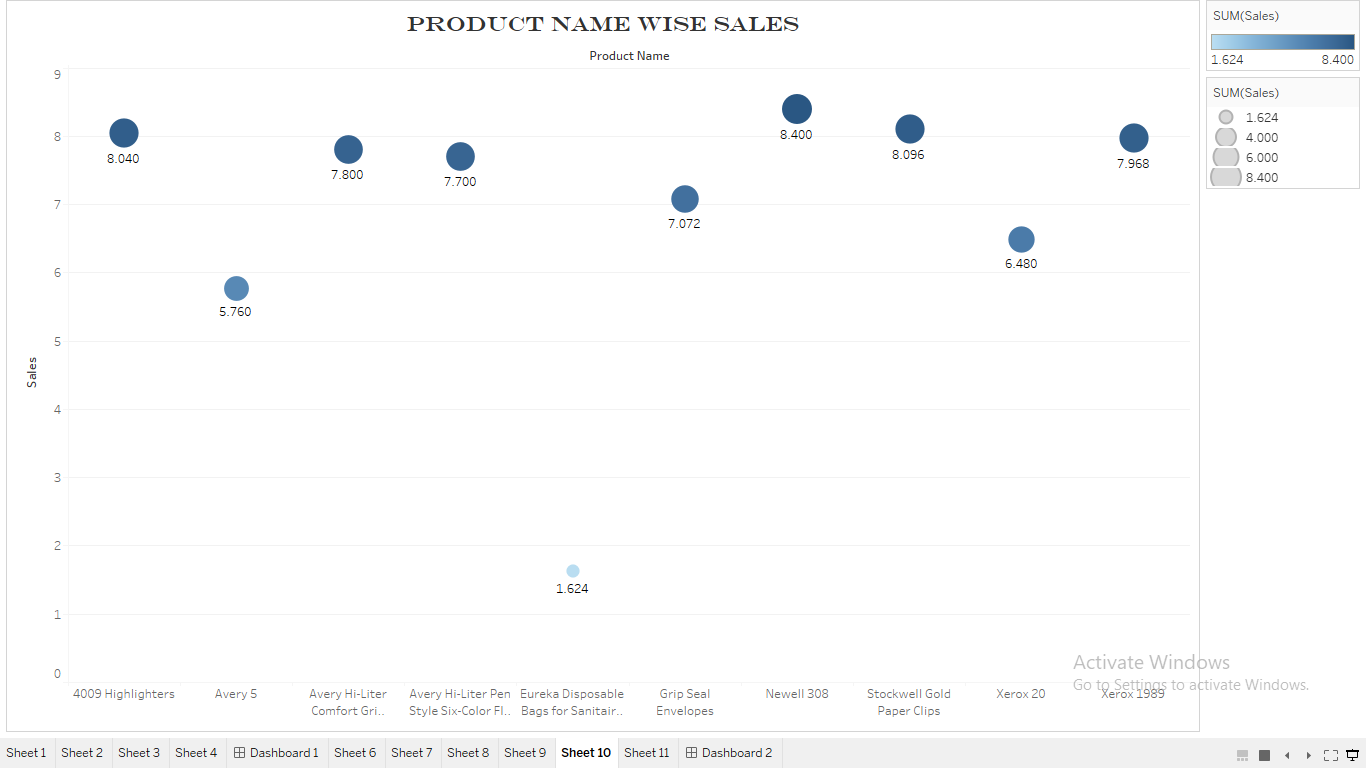 PRODUCT NAME WISE SALES
Product Name
Sales
9
8
7
6
5
4
3
2
1
0
8.040
5.760
7.800
7.700
1.624
7.072
8.400
8.096
6.480
7.968
4009 Highlighters
Avery 5
Avery Hi-Liter
Comfort Gri..
Avery Hi-Liter Pen
Style Six-Color Fl..
Eureka Disposable
Bags for Sanitair..
Grip Seal
Envelopes
Newell 308
Stockwell Gold
Paper Clips
Xerox 20
Xerox 1989
SUM(Sales)
1.624 8.400
SUM(Sales)
1.624
4.000
6.000
8.400
Activate Windows
Go to Settings to activate Windows.
Sheet 1 Sheet 2 Sheet 3 Sheet 4 Dashboard 1 Sheet 6 Sheet 7 Sheet 8 Sheet 9 Sheet 10 Sheet 11 Dashboard 2